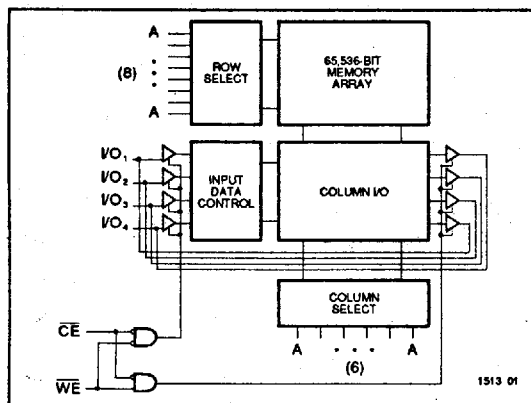 A
(8)
A
ROW
SELECT
65,536-BIT
MEMORY
ARRAY
I/O1
I/O2
I/O3
I/O4
INPUT
DATA
CONTROL
COLUMN I/O
COLUMN
SELECT
A • • • A
(6)
CE
WE
1513 01